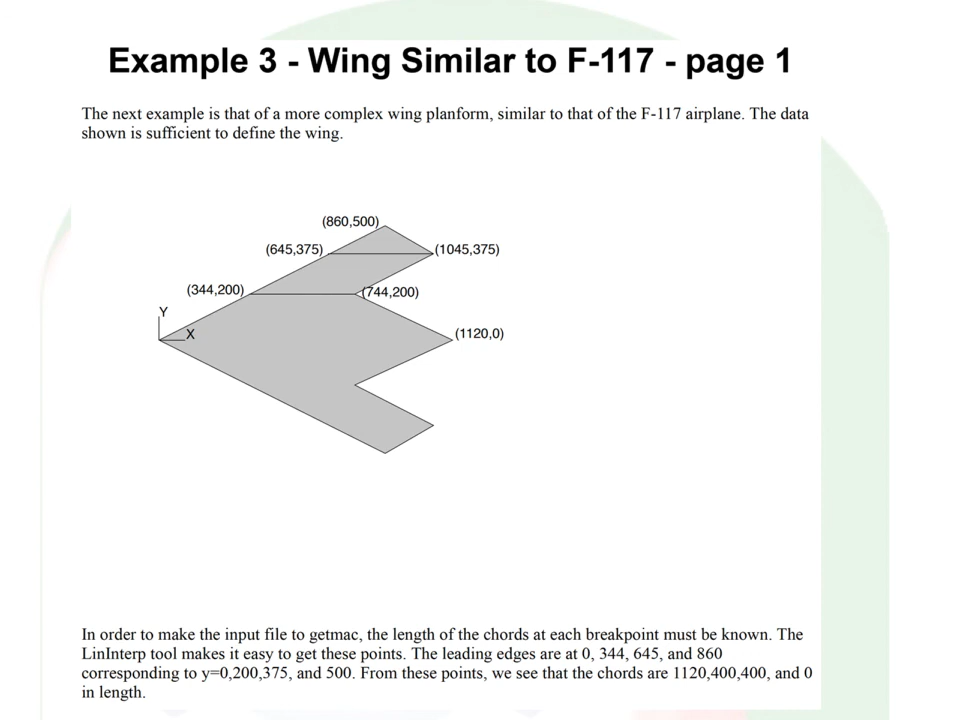 Example 3 - Wing Similar to F-117 - page 1
The next example is that of a more complex wing planform, similar to that of the F-117 airplane. The data
shown is sufficient to define the wing.
(860,500)
(645,375)
(1045,375)
(344,200)
(744,200)
Y
X
(1120,0)
In order to make the input file to getmac, the length of the chords at each breakpoint must be known. The
LinInterp tool makes it easy to get these points. The leading edges are at 0, 344, 645, and 860
corresponding to y=0,200,375, and 500. From these points, we see that the chords are 1120,400,400, and 0
in length.